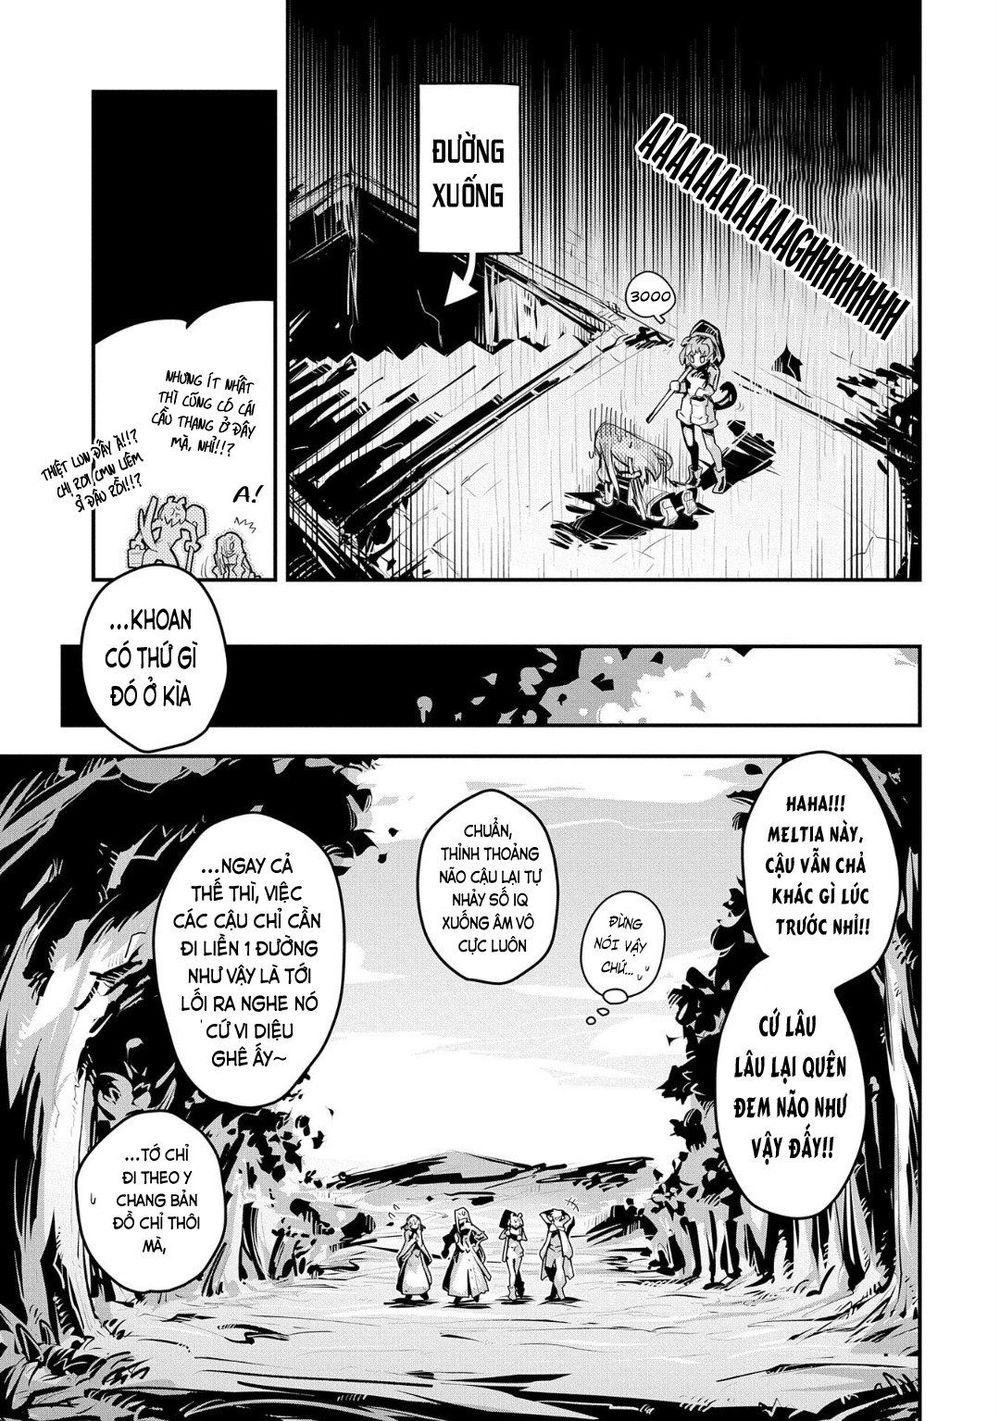 AAAAAAAAAAAAGHHHHHHHH
3000
ĐƯỜNG
XUỐNG
NHƯNG ÍT NHẤT
THÌ CŨNG CÓ CÁI
CẦU THANG Ở ĐÂY
MÀ, NHỈ!!?
A!
THIỆT LUN ĐẤY À!!?
CHỊ RƠI CMN LIÊM
SỈ ĐÂU RỒI!!?
...KHOAN
CÓ THỨ GÌ
ĐÓ Ở KÌA
HAHA!!!
MELTIA NÀY,
CẬU VẪN CHẢ
KHÁC GÌ LÚC
TRƯỚC NHỈ!!
CỨ LÂU
LÂU LẠI QUÊN
ĐEM NÃO NHƯ
VẬY ĐẤY!!
ĐỪNG
NÓI VẬY
CHỨ...
CHUẨN,
THỈNH THOẢNG
NÃO CẬU LẠI TỰ
NHẢY SỐ IQ
XUỐNG ÂM VÔ
CỰC LUÔN
...NGAY CẢ
THẾ THÌ, VIỆC
CÁC CẬU CHỈ CẦN
ĐI LIỀN 1 ĐƯỜNG
NHƯ VẬY LÀ TỚI
LỐI RA NGHE NÓ
CỨ VI DIỆU
GHÊ ẤY~
...TỚ CHỈ
ĐI THEO Y
CHANG BẢN
ĐỒ CHỈ THÔI
MÀ,